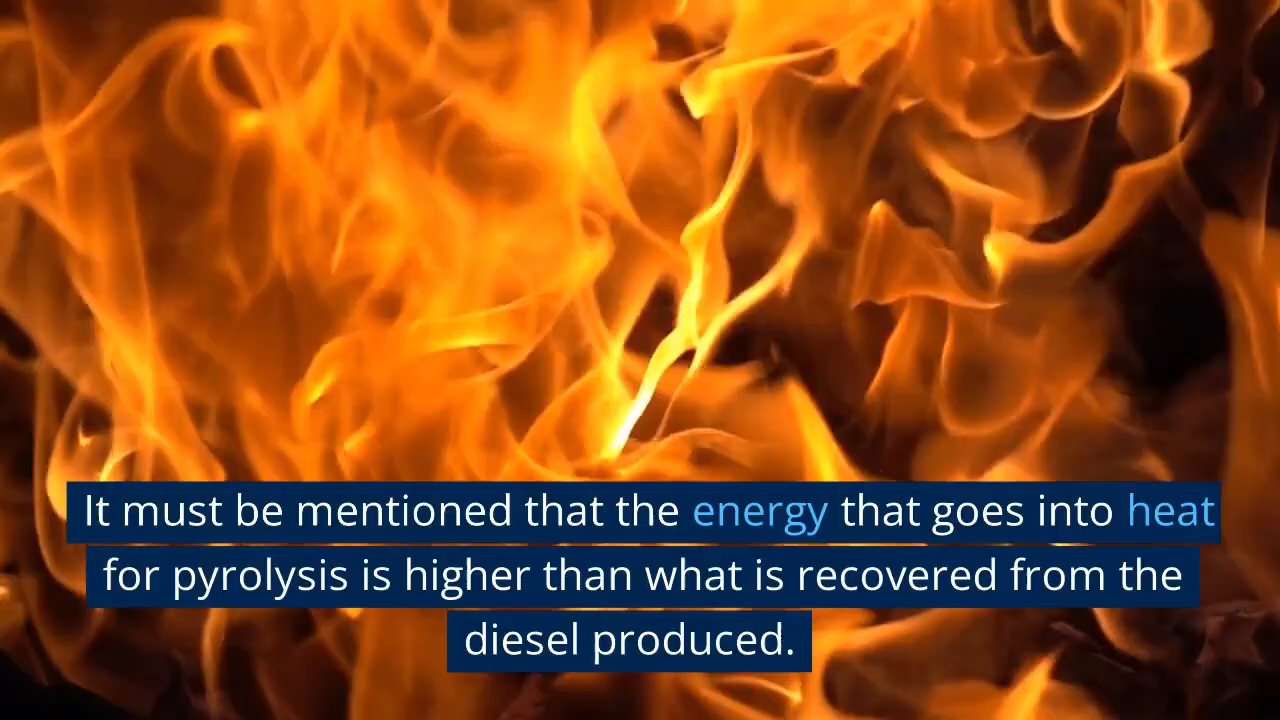 It must be mentioned that the energy that goes into heat
for pyrolysis is higher than what is recovered from the
diesel produced.